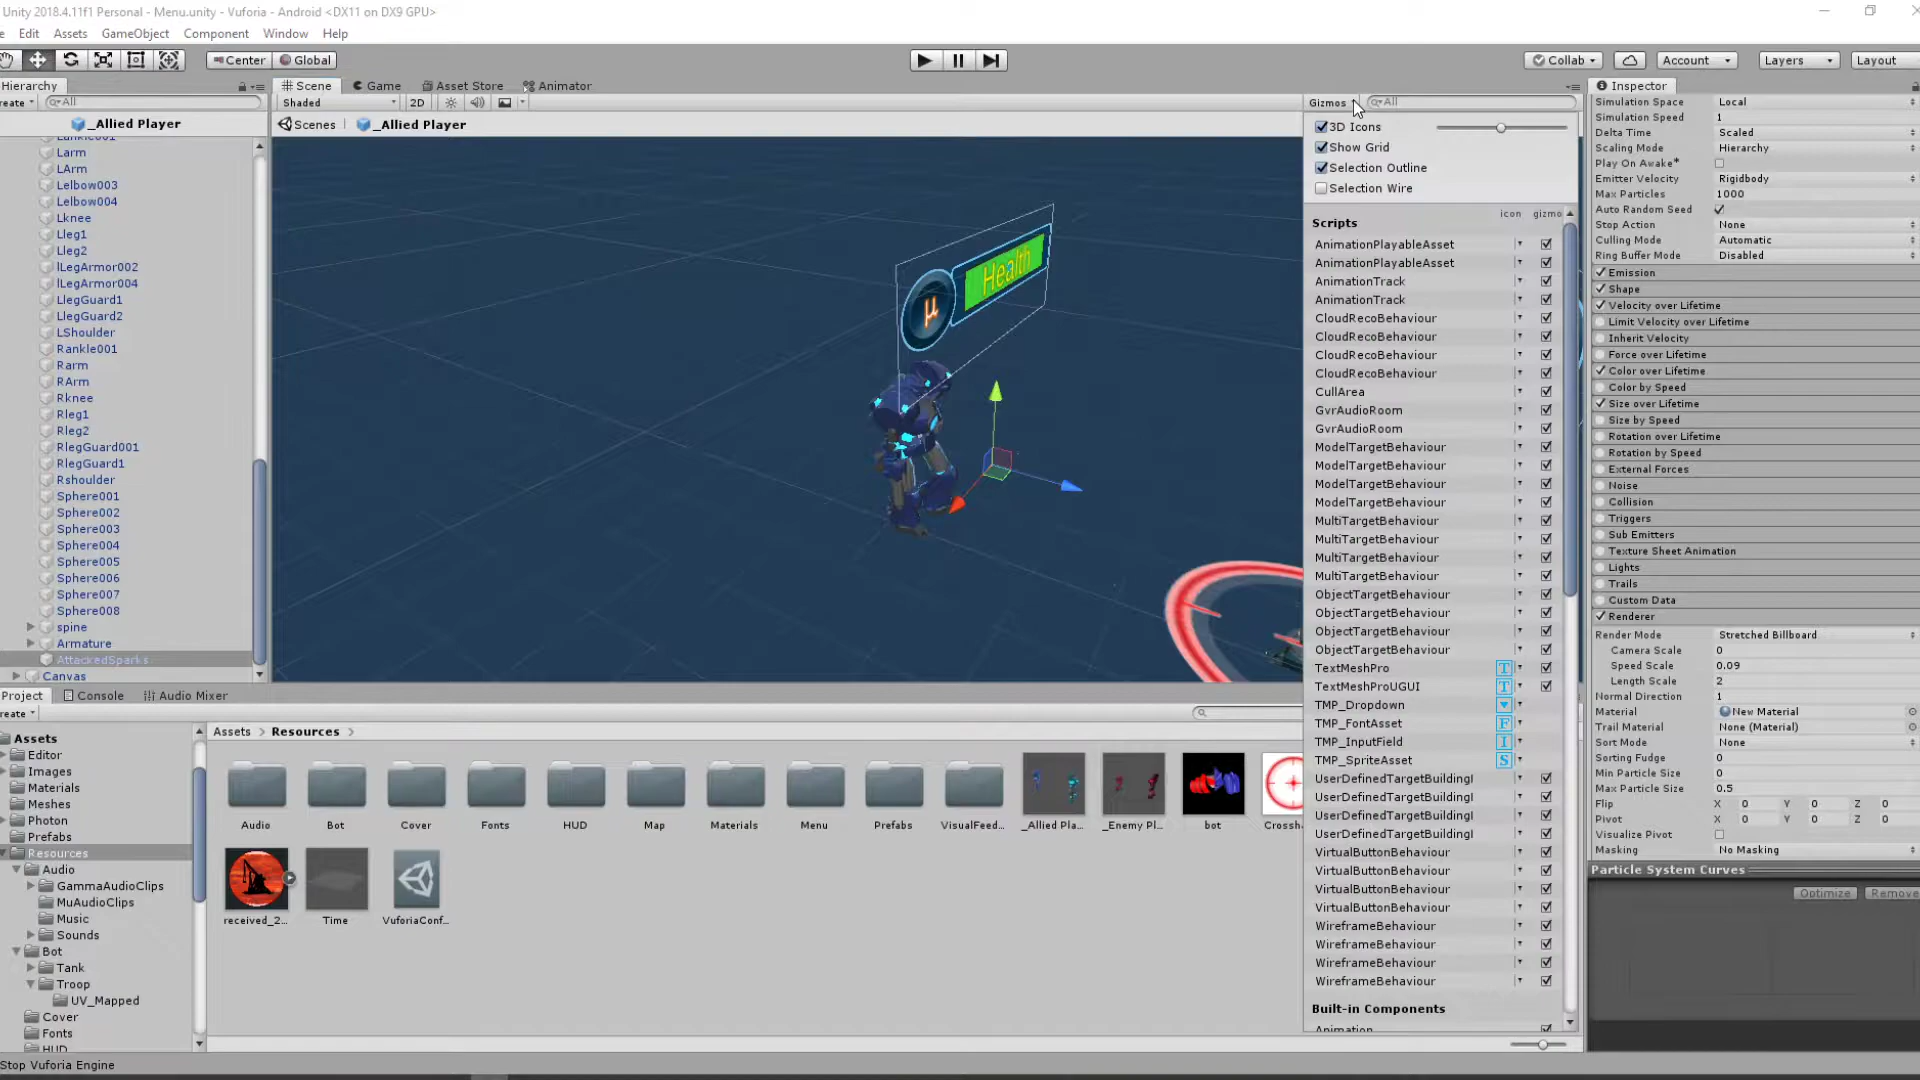 Unity 2018.4.11f1 Personal - Menu.unity - Vuforia - Android <DX11 on DX9 GPU>
e Edit Assets GameObject Component Window Help
Center Global Collab Account Layers Layout
Hierarchy
reate All
_Allied Player
Larm
LArm
Lelbow003
Lelbow004
Lknee
Lleg1
Lleg2
lLegArmor002
lLegArmor004
LlegGuard1
LlegGuard2
LShoulder
Rankle001
Rarm
RArm
Rknee
Rleg1
Rleg2
RlegGuard001
RlegGuard1
Rshoulder
Sphere001
Sphere002
Sphere003
Sphere004
Sphere005
Sphere006
Sphere007
Sphere008
spine
Armature
AttackedSparks
Canvas
Scene Game Asset Store Animator
Shaded 2D
Scenes _Allied Player
µ Health
Gizmos All
3D Icons
Show Grid
Selection Outline
Selection Wire
icon gizmo
Scripts
AnimationPlayableAsset
AnimationPlayableAsset
AnimationTrack
AnimationTrack
CloudRecoBehaviour
CloudRecoBehaviour
CloudRecoBehaviour
CloudRecoBehaviour
CullArea
GvrAudioRoom
GvrAudioRoom
ModelTargetBehaviour
ModelTargetBehaviour
ModelTargetBehaviour
ModelTargetBehaviour
MultiTargetBehaviour
MultiTargetBehaviour
MultiTargetBehaviour
MultiTargetBehaviour
ObjectTargetBehaviour
ObjectTargetBehaviour
ObjectTargetBehaviour
ObjectTargetBehaviour
TextMeshPro T
TextMeshProUGUI T
TMP_Dropdown
TMP_FontAsset F
TMP_InputField I
TMP_SpriteAsset S
UserDefinedTargetBuildingI
UserDefinedTargetBuildingI
UserDefinedTargetBuildingI
UserDefinedTargetBuildingI
VirtualButtonBehaviour
VirtualButtonBehaviour
VirtualButtonBehaviour
VirtualButtonBehaviour
WireframeBehaviour
WireframeBehaviour
WireframeBehaviour
WireframeBehaviour
Built-in Components
Animation
Inspector
Simulation Space Local
Simulation Speed 1
Delta Time Scaled
Scaling Mode Hierarchy
Play On Awake*
Emitter Velocity Rigidbody
Max Particles 1000
Auto Random Seed
Stop Action None
Culling Mode Automatic
Ring Buffer Mode Disabled
Emission
Shape
Velocity over Lifetime
Limit Velocity over Lifetime
Inherit Velocity
Force over Lifetime
Color over Lifetime
Color by Speed
Size over Lifetime
Size by Speed
Rotation over Lifetime
Rotation by Speed
External Forces
Noise
Collision
Triggers
Sub Emitters
Texture Sheet Animation
Lights
Trails
Custom Data
Renderer
Render Mode Stretched Billboard
Camera Scale 0
Speed Scale 0.09
Length Scale 2
Normal Direction 1
Material New Material
Trail Material None (Material)
Sort Mode None
Sorting Fudge 0
Min Particle Size 0
Max Particle Size 0.5
Flip X 0 Y 0 Z 0
Pivot X 0 Y 0 Z 0
Visualize Pivot
Masking No Masking
Particle System Curves
Optimize Remove
Project Console Audio Mixer
reate
Assets
Editor
Images
Materials
Meshes
Photon
Prefabs
Resources
Audio
GammaAudioClips
MuAudioClips
Music
Sounds
Bot
Tank
Troop
UV_Mapped
Cover
Fonts
HUD
Assets > Resources >
Audio Bot Cover Fonts HUD Map Materials Menu Prefabs VisualFeed... _Allied Pla... _Enemy Pl... bot Crossh
received_2... Time VuforiaConf...
Stop Vuforia Engine